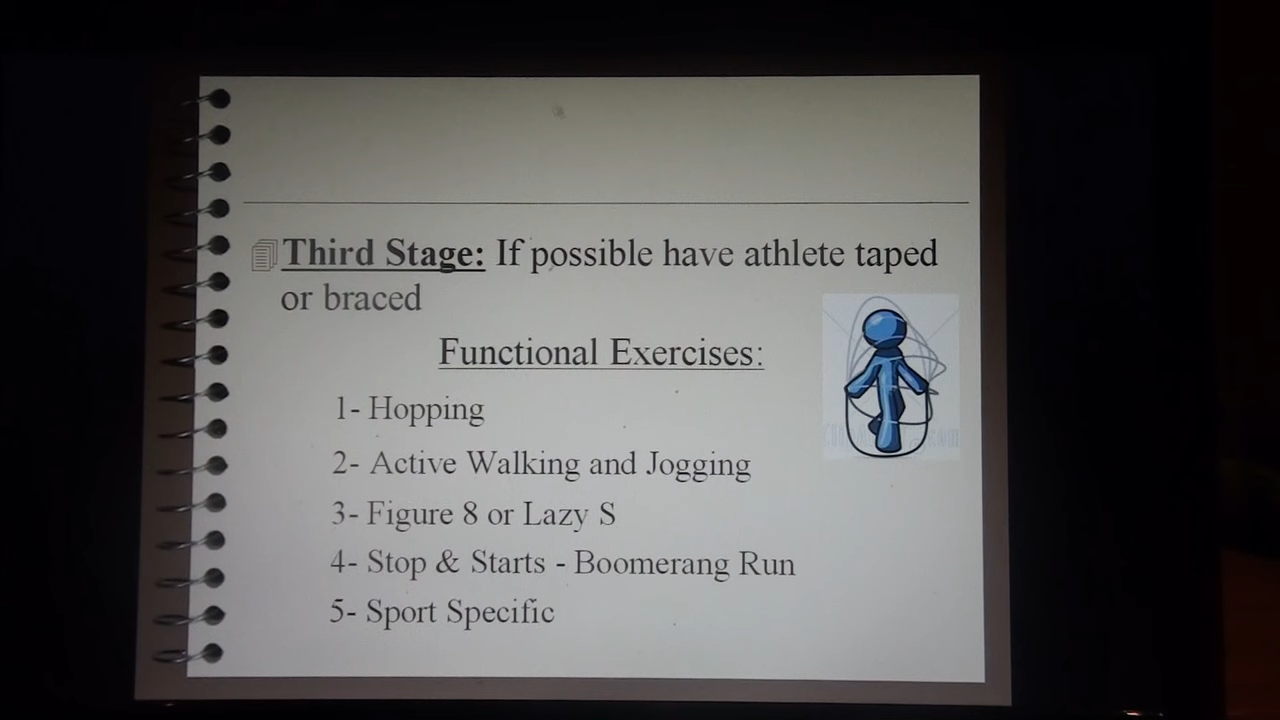 Third Stage: If possible have athlete taped
or braced
Functional Exercises:
1- Hopping
2- Active Walking and Jogging
3- Figure 8 or Lazy S
4- Stop & Starts - Boomerang Run
5- Sport Specific